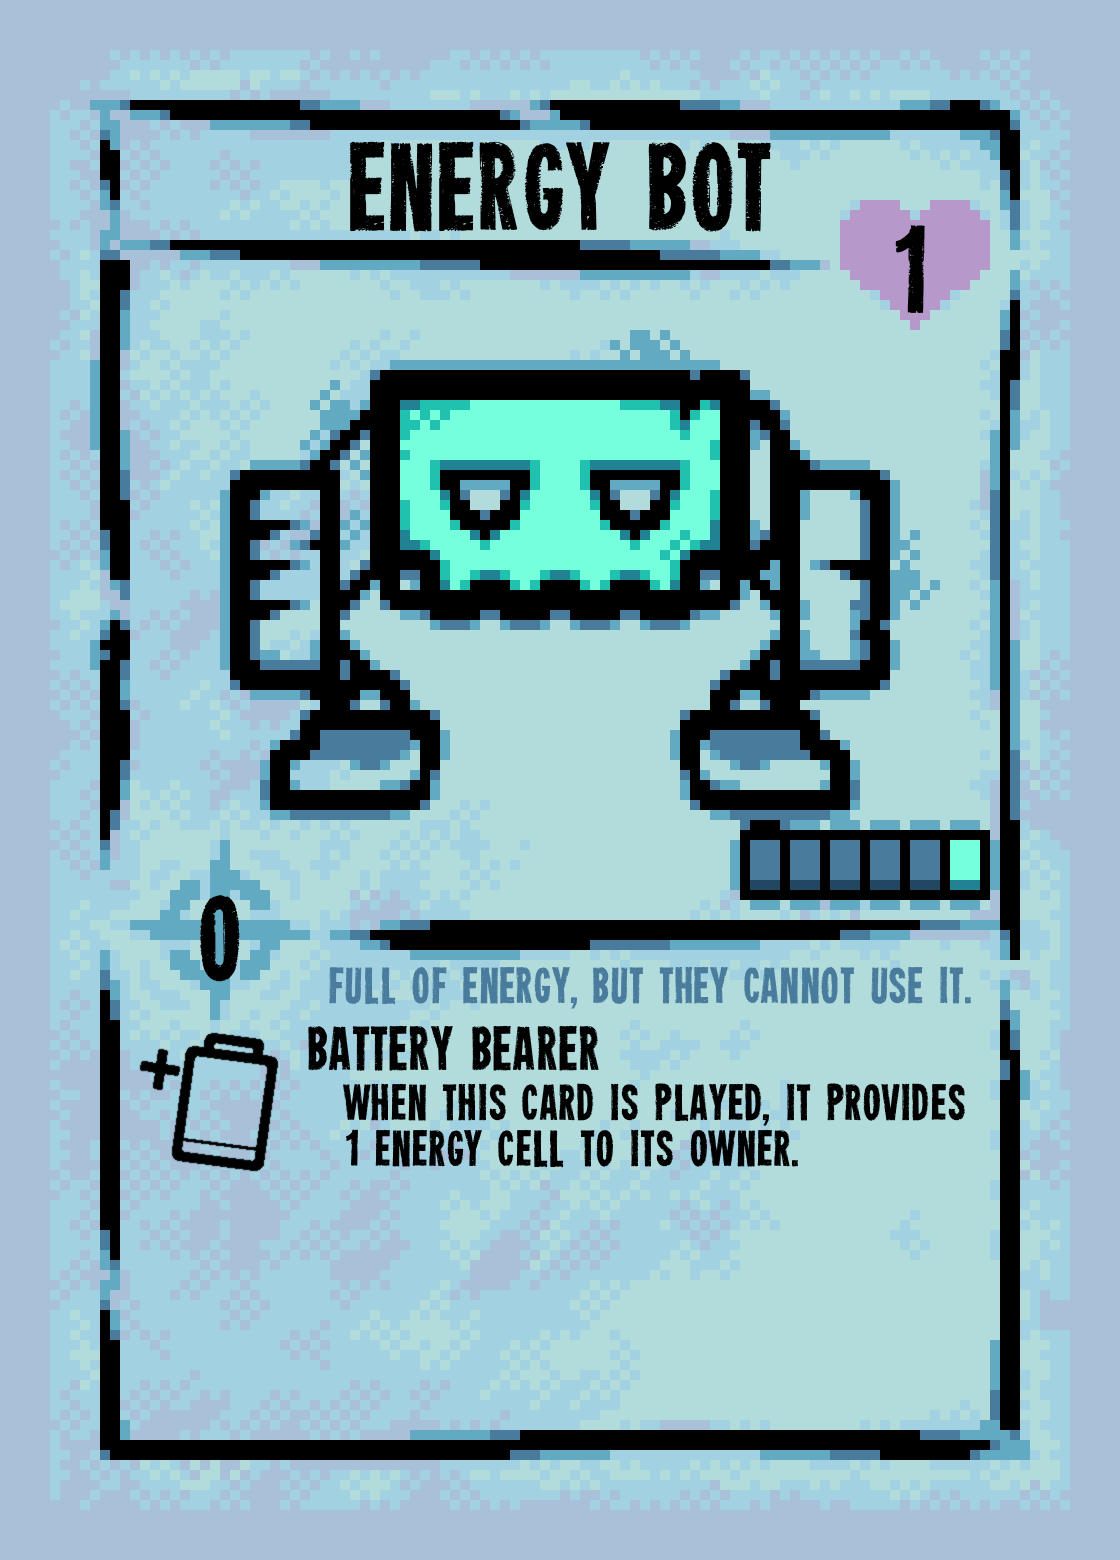 ENERGY BOT
1
0
FULL OF ENERGY, BUT THEY CANNOT USE IT.
BATTERY BEARER
WHEN THIS CARD IS PLAYED, IT PROVIDES
1 ENERGY CELL TO ITS OWNER.